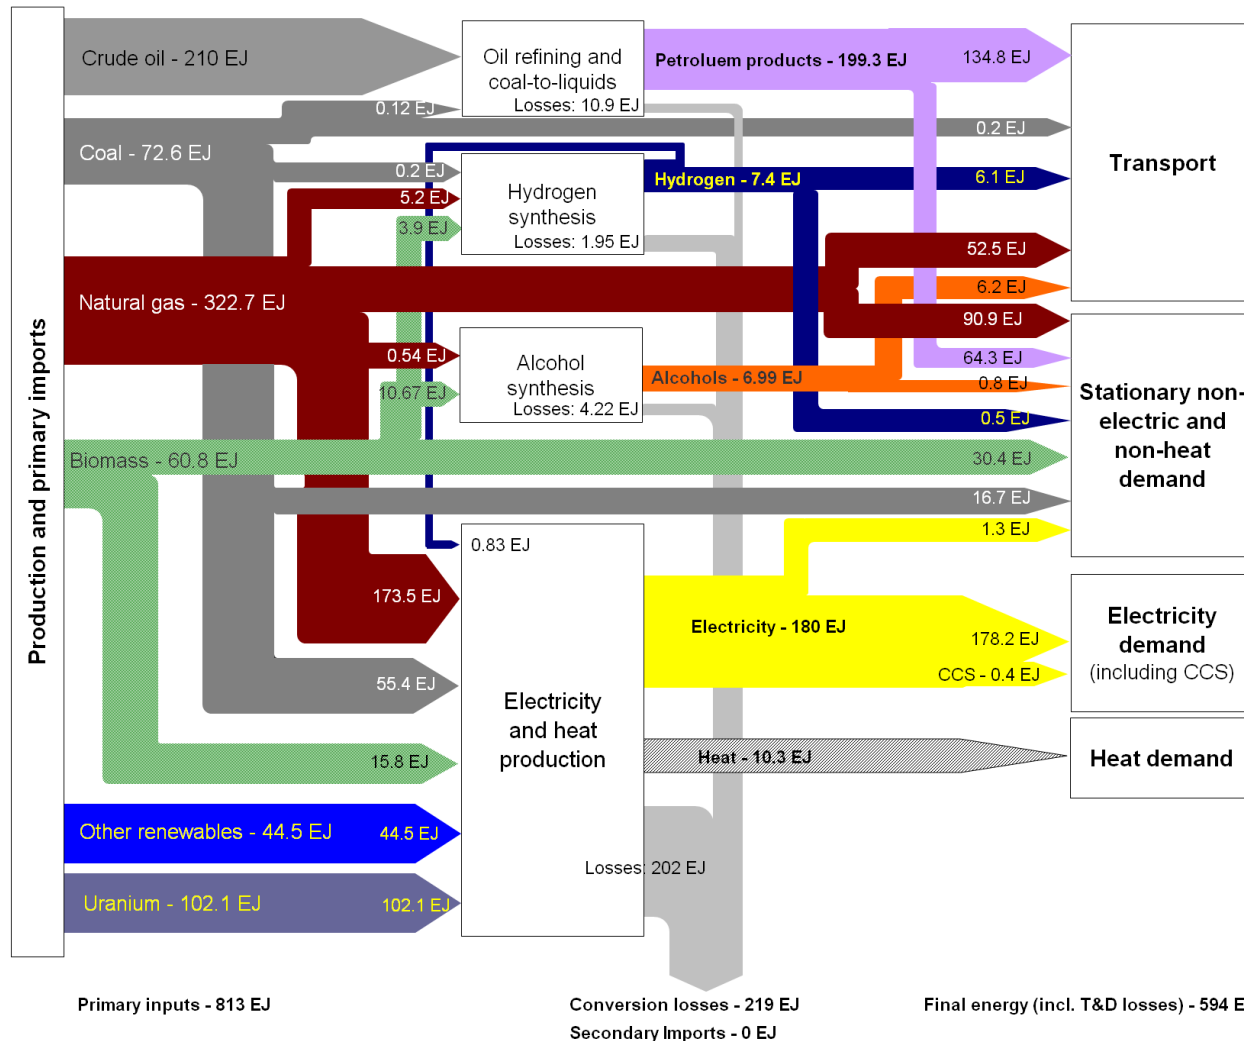 Production and primary imports
Crude oil - 210 EJ
Coal - 72.6 EJ
Natural gas - 322.7 EJ
Biomass - 60.8 EJ
Other renewables - 44.5 EJ
Uranium - 102.1 EJ
0.12 EJ
0.2 EJ
5.2 EJ
3.9 EJ
0.54 EJ
10.67 EJ
0.83 EJ
173.5 EJ
55.4 EJ
15.8 EJ
44.5 EJ
102.1 EJ
Oil refining and
coal-to-liquids
Losses: 10.9 EJ
Hydrogen
synthesis
Losses: 1.95 EJ
Alcohol
synthesis
Losses: 4.22 EJ
Electricity
and heat
production
Losses: 202 EJ
Petroluem products - 199.3 EJ
Hydrogen - 7.4 EJ
Alcohols - 6.99 EJ
Electricity - 180 EJ
Heat - 10.3 EJ
134.8 EJ
0.2 EJ
6.1 EJ
52.5 EJ
6.2 EJ
90.9 EJ
64.3 EJ
0.8 EJ
0.5 EJ
30.4 EJ
16.7 EJ
1.3 EJ
178.2 EJ
CCS - 0.4 EJ
Transport
Stationary non-
electric and
non-heat
demand
Electricity
demand
(including CCS)
Heat demand
Primary inputs - 813 EJ
Conversion losses - 219 EJ
Secondary Imports - 0 EJ
Final energy (incl. T&D losses) - 594 E